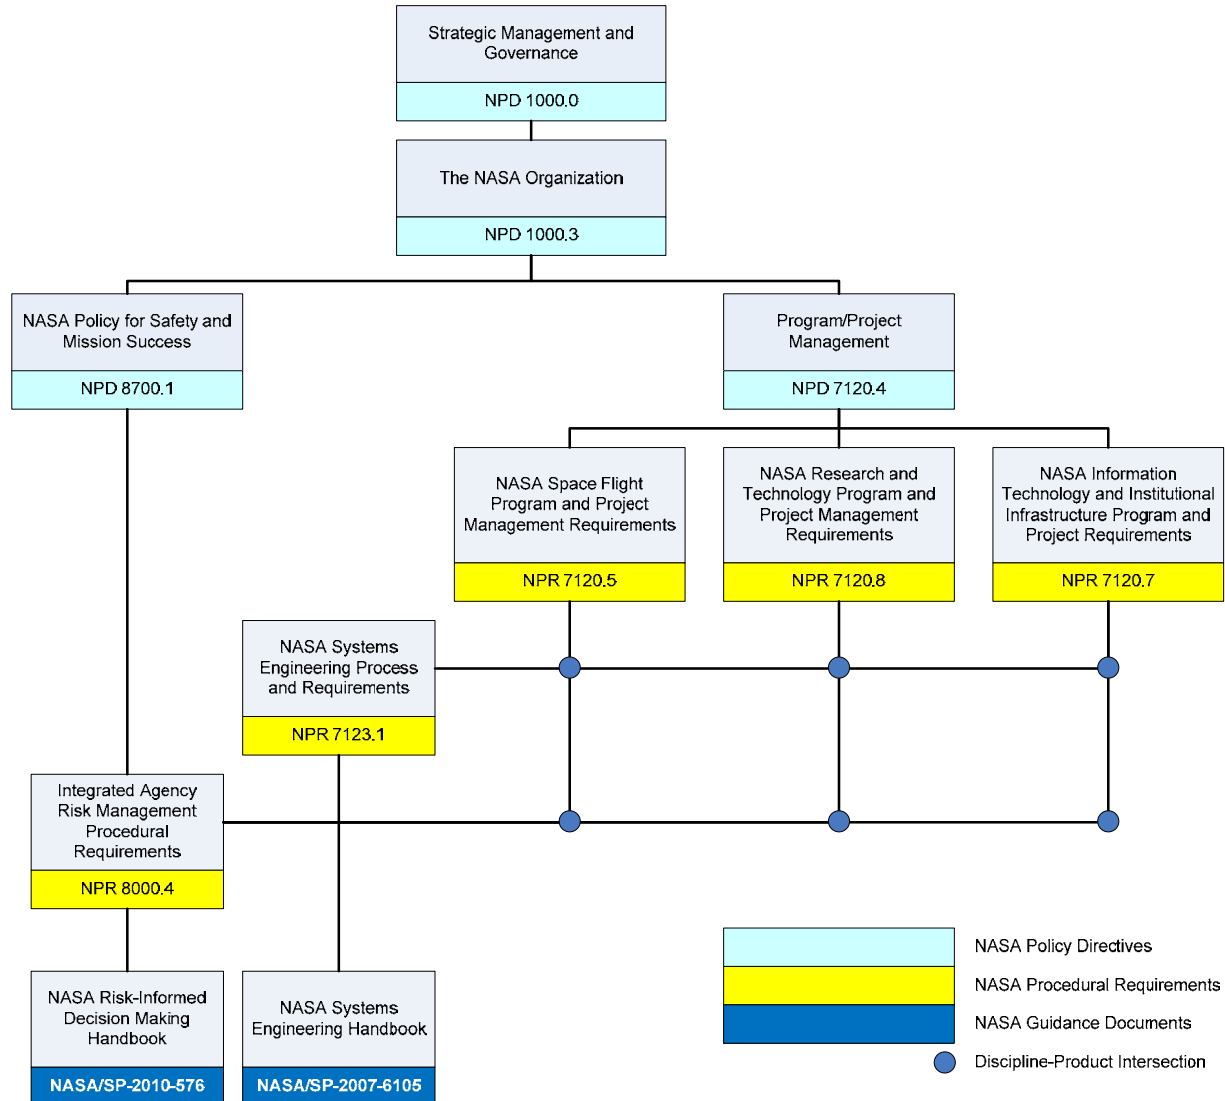 Strategic Management and
Governance
NPD 1000.0
The NASA Organization
NPD 1000.3
NASA Policy for Safety and
Mission Success
NPD 8700.1
Program/Project
Management
NPD 7120.4
NASA Space Flight
Program and Project
Management Requirements
NPR 7120.5
NASA Research and
Technology Program and
Project Management
Requirements
NPR 7120.8
NASA Information
Technology and Institutional
Infrastructure Program and
Project Requirements
NPR 7120.7
NASA Systems
Engineering Process
and Requirements
NPR 7123.1
Integrated Agency
Risk Management
Procedural
Requirements
NPR 8000.4
NASA Risk-Informed
Decision Making
Handbook
NASA/SP-2010-576
NASA Systems
Engineering Handbook
NASA/SP-2007-6105
NASA Policy Directives
NASA Procedural Requirements
NASA Guidance Documents
Discipline-Product Intersection